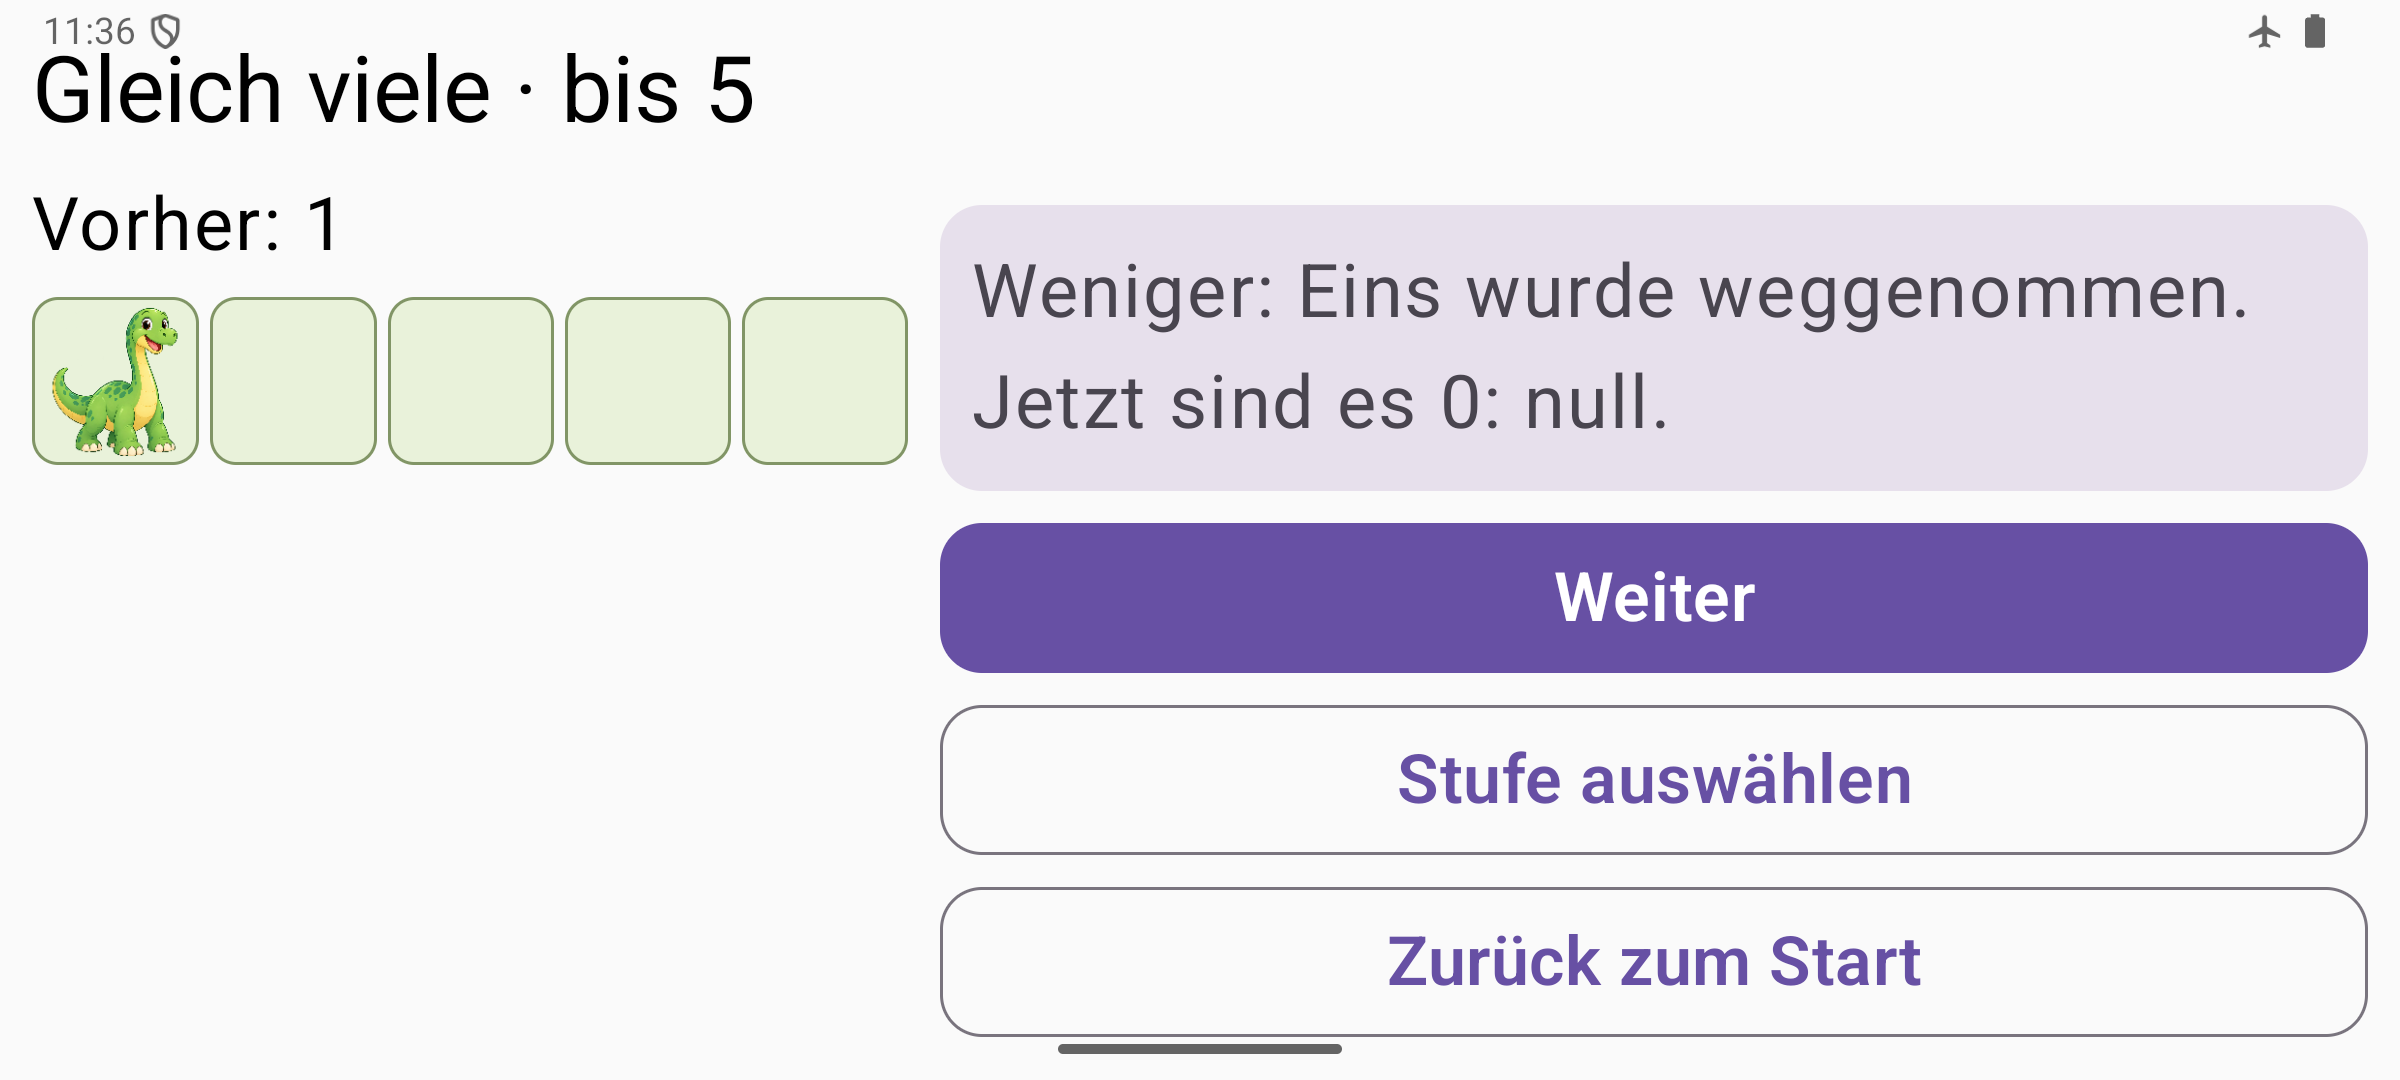 11:36
Gleich viele · bis 5
Vorher: 1
Weniger: Eins wurde weggenommen.
Jetzt sind es 0: null.
Weiter
Stufe auswählen
Zurück zum Start